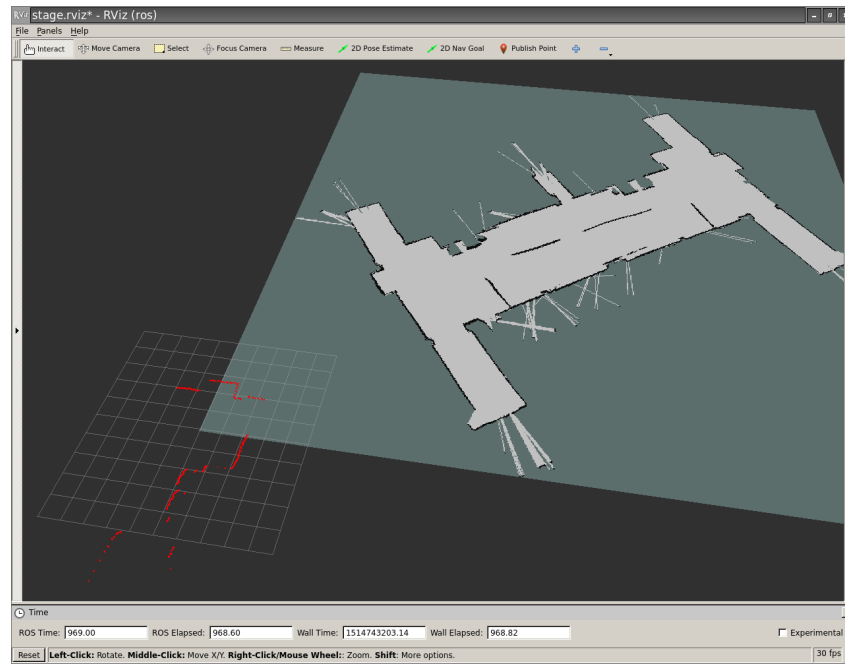 RViz stage.rviz* - RViz (ros)
File Panels Help
Interact Move Camera Select Focus Camera Measure 2D Pose Estimate 2D Nav Goal Publish Point
Time
ROS Time: 969.00 ROS Elapsed: 968.60 Wall Time: 1514743203.14 Wall Elapsed: 968.82 Experimental
Reset Left-Click: Rotate. Middle-Click: Move X/Y. Right-Click/Mouse Wheel:: Zoom. Shift: More options. 30 fps